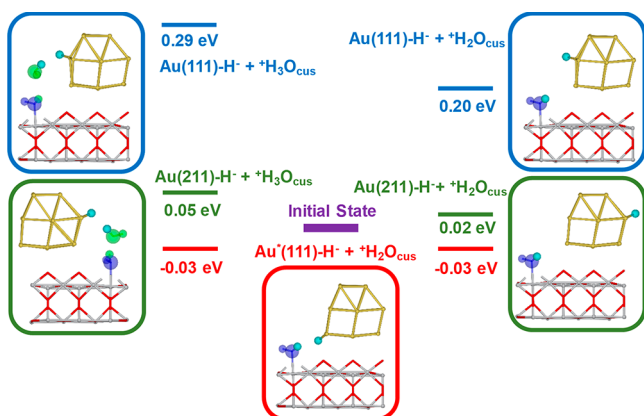 0.29 eV
Au(111)-H⁻ + ⁺H₃O_cus
Au(111)-H⁻ + ⁺H₂O_cus
0.20 eV
Au(211)-H⁻ + ⁺H₃O_cus
0.05 eV
Au(211)-H⁻+ ⁺H₂O_cus
0.02 eV
Initial State
Au*(111)-H⁻ + ⁺H₂O_cus
-0.03 eV
-0.03 eV